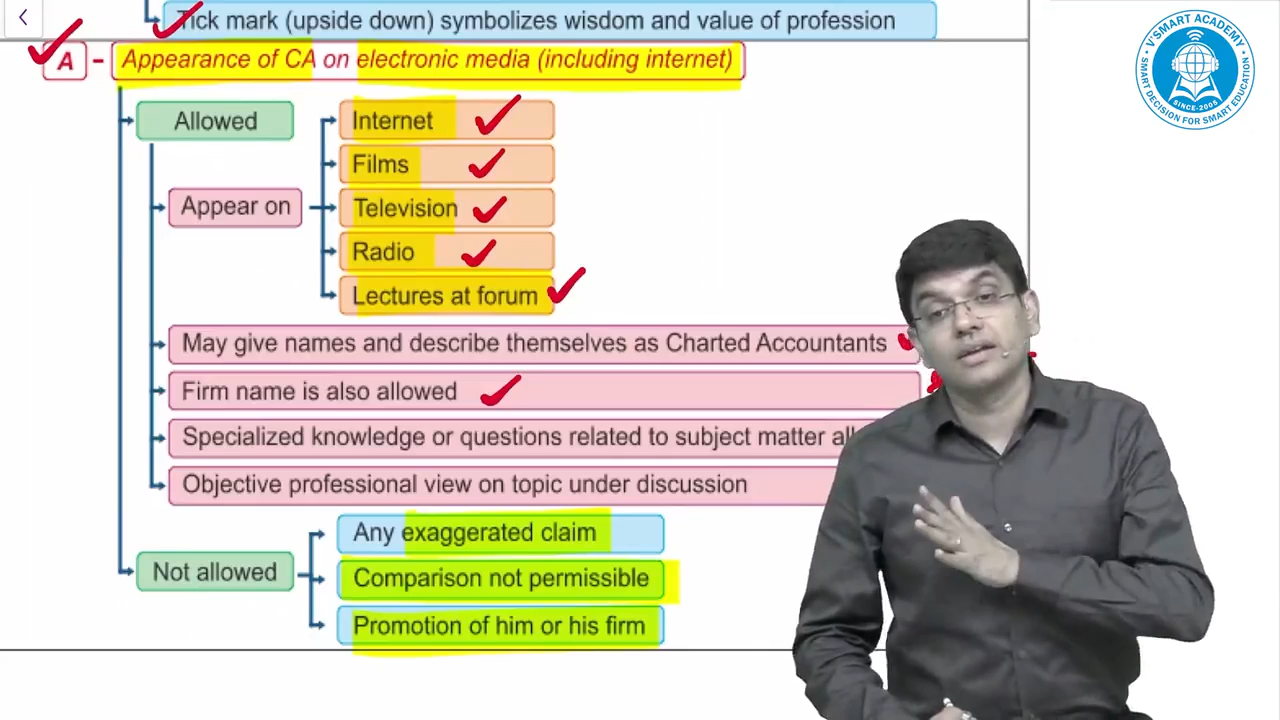 Tick mark (upside down) symbolizes wisdom and value of profession
A - Appearance of CA on electronic media (including internet)
Allowed
Appear on
Internet
Films
Television
Radio
Lectures at forum
May give names and describe themselves as Charted Accountants
Firm name is also allowed
Specialized knowledge or questions related to subject matter
Objective professional view on topic under discussion
Not allowed
Any exaggerated claim
Comparison not permissible
Promotion of him or his firm
V'SMART ACADEMY
SINCE-2005
SMART DECISION FOR SMART EDUCATION